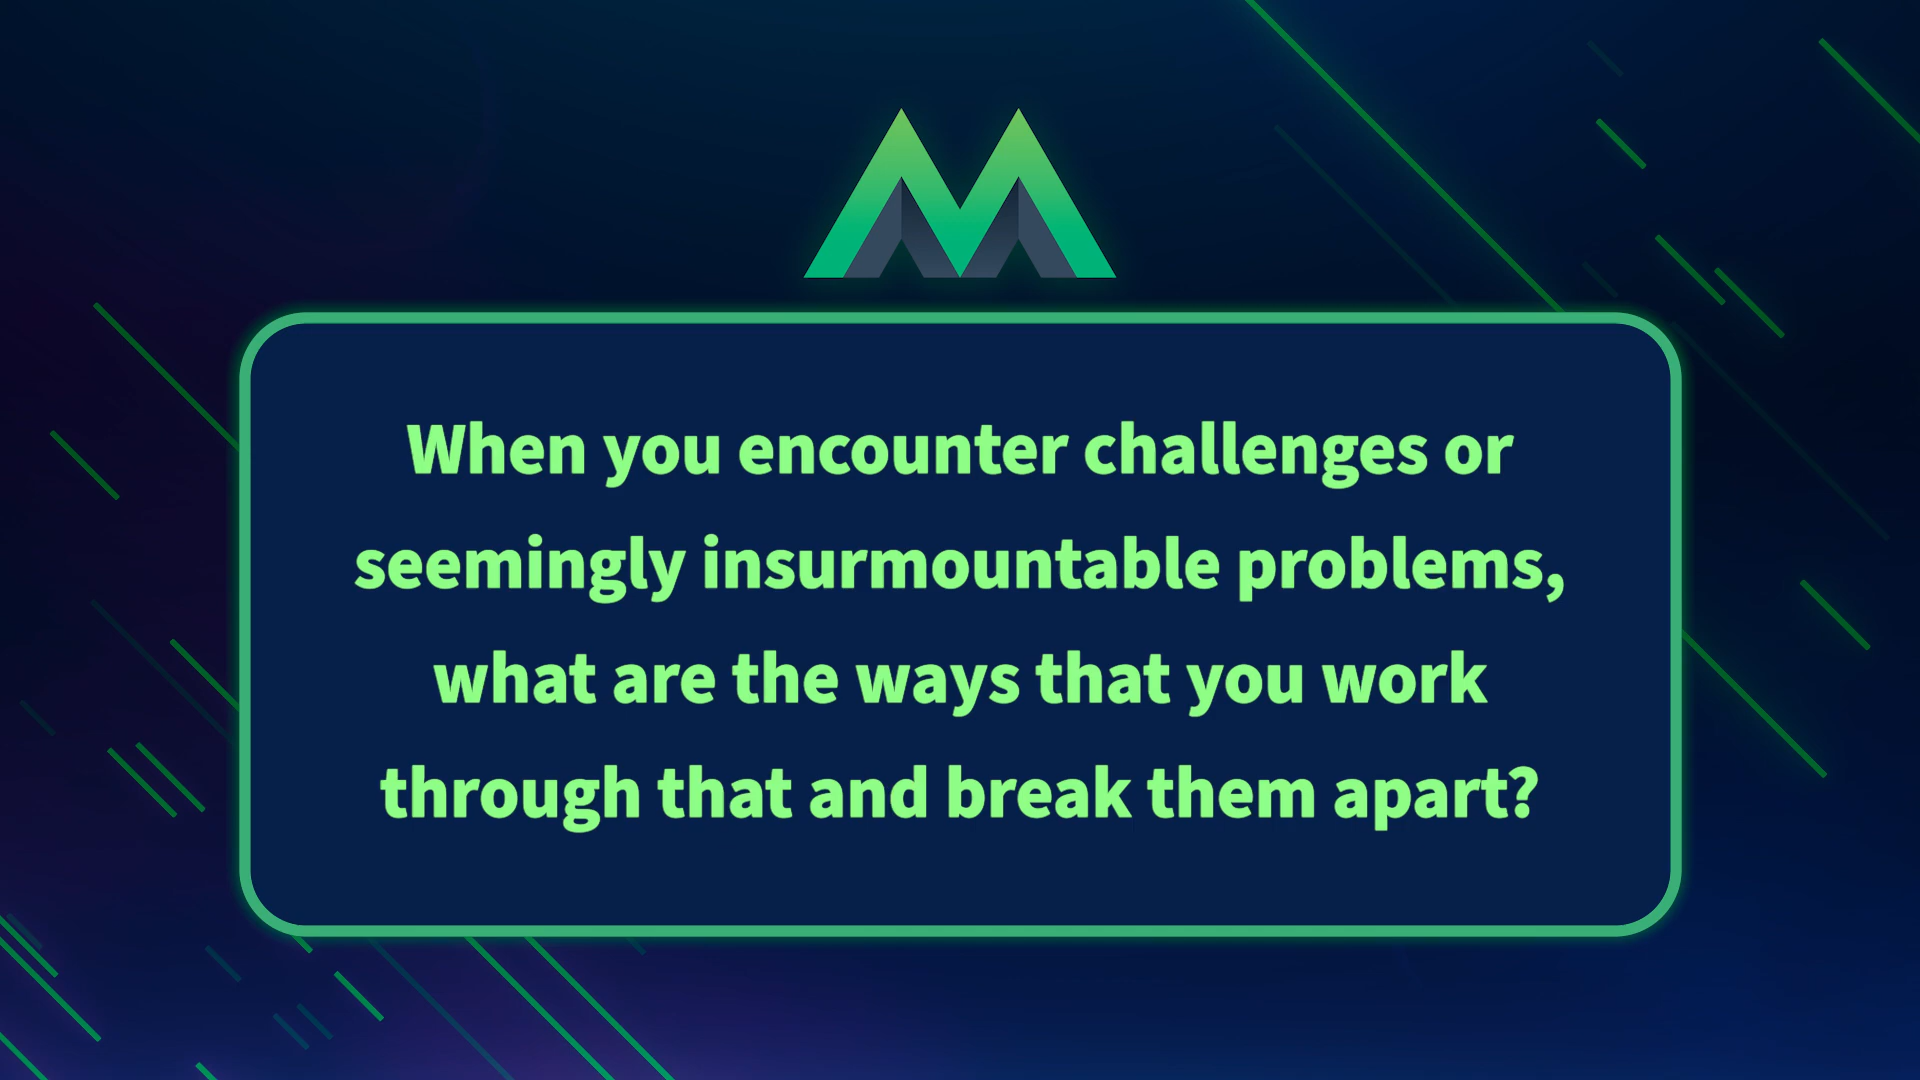 When you encounter challenges or
seemingly insurmountable problems,
what are the ways that you work
through that and break them apart?